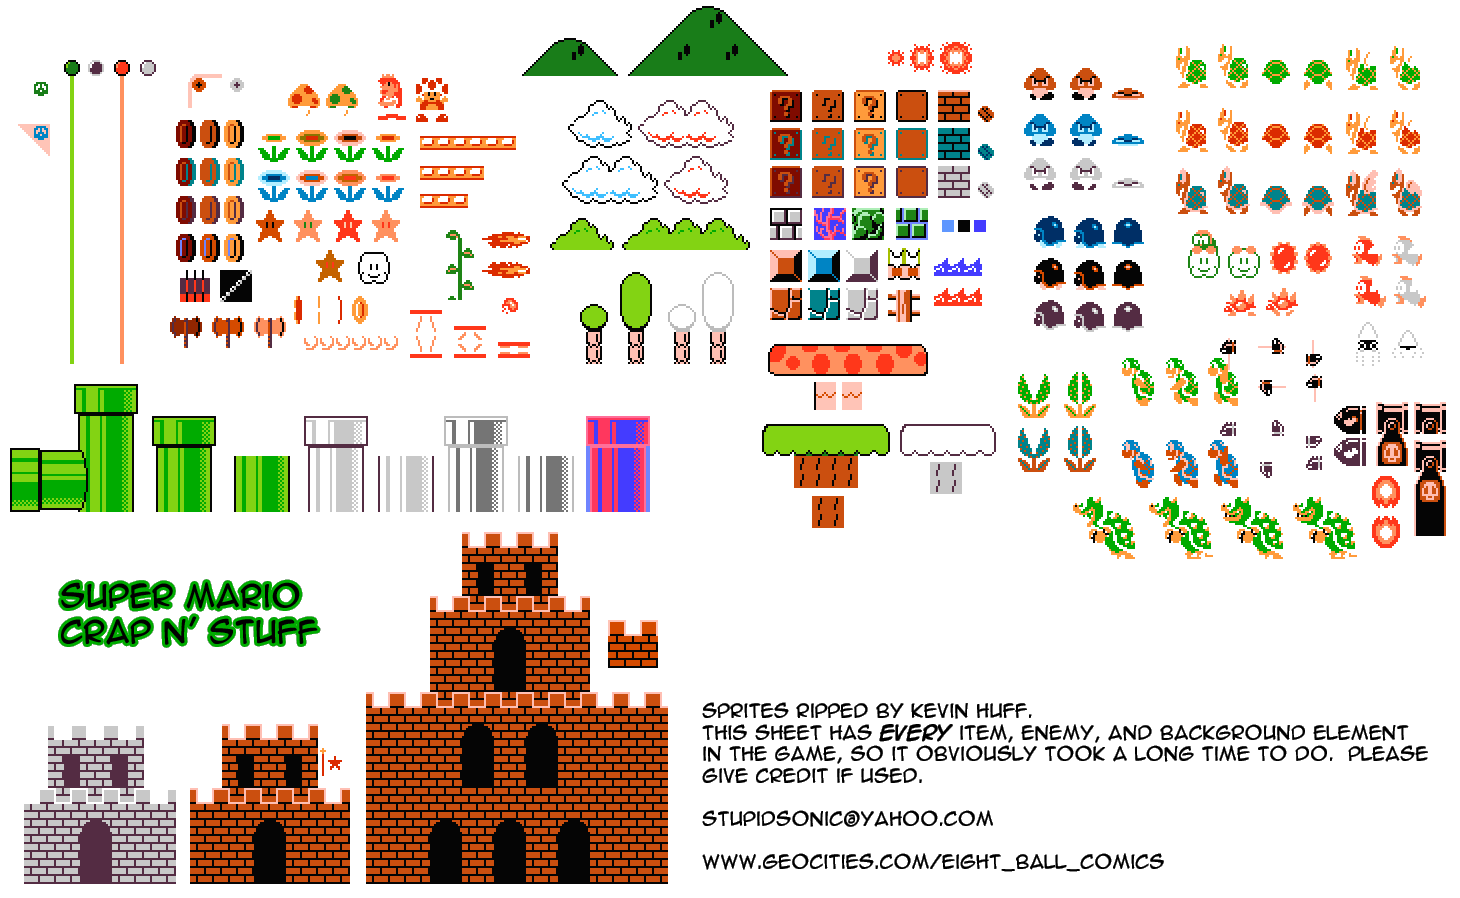 SUPER MARIO
CRAP N' STUFF
SPRITES RIPPED BY KEVIN HUFF.
THIS SHEET HAS EVERY ITEM, ENEMY, AND BACKGROUND ELEMENT
IN THE GAME, SO IT OBVIOUSLY TOOK A LONG TIME TO DO. PLEASE
GIVE CREDIT IF USED.
STUPIDSONIC@YAHOO.COM
WWW.GEOCITIES.COM/EIGHT_BALL_COMICS